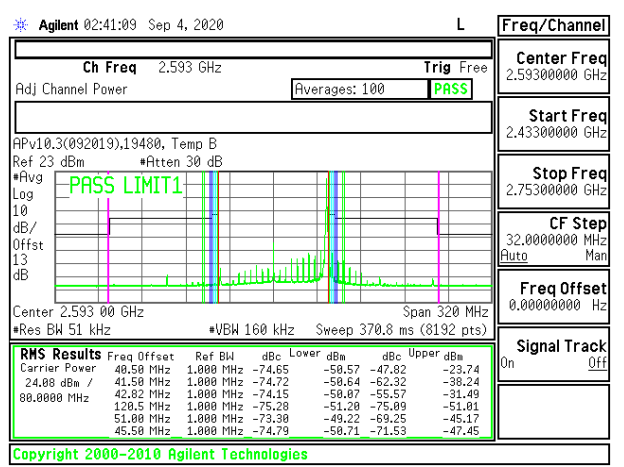 Agilent 02:41:09 Sep 4, 2020 L
Freq/Channel
Ch Freq 2.593 GHz Trig Free
Adj Channel Power Averages: 100 PASS
Center Freq
2.59300000 GHz
Start Freq
2.43300000 GHz
Stop Freq
2.75300000 GHz
CF Step
32.0000000 MHz
Auto Man
Freq Offset
0.00000000 Hz
Signal Track
On Off
APv10.3(092019),19480, Temp B
Ref 23 dBm #Atten 30 dB
#Avg
Log
10
dB/
Offst
13
dB
PASS LIMIT1
Center 2.593 00 GHz Span 320 MHz
#Res BW 51 kHz #VBW 160 kHz Sweep 370.8 ms (8192 pts)
RMS Results Freq Offset Ref BW dBc Lower dBm dBc Upper dBm
Carrier Power 40.50 MHz 1.000 MHz -74.65 -50.57 -47.82 -23.74
24.08 dBm / 41.50 MHz 1.000 MHz -74.72 -50.64 -62.32 -38.24
80.0000 MHz 42.82 MHz 1.000 MHz -74.15 -50.07 -55.57 -31.49
120.5 MHz 1.000 MHz -75.28 -51.20 -75.09 -51.01
51.00 MHz 1.000 MHz -73.30 -49.22 -69.25 -45.17
45.50 MHz 1.000 MHz -74.79 -50.71 -71.53 -47.45
Copyright 2000-2010 Agilent Technologies